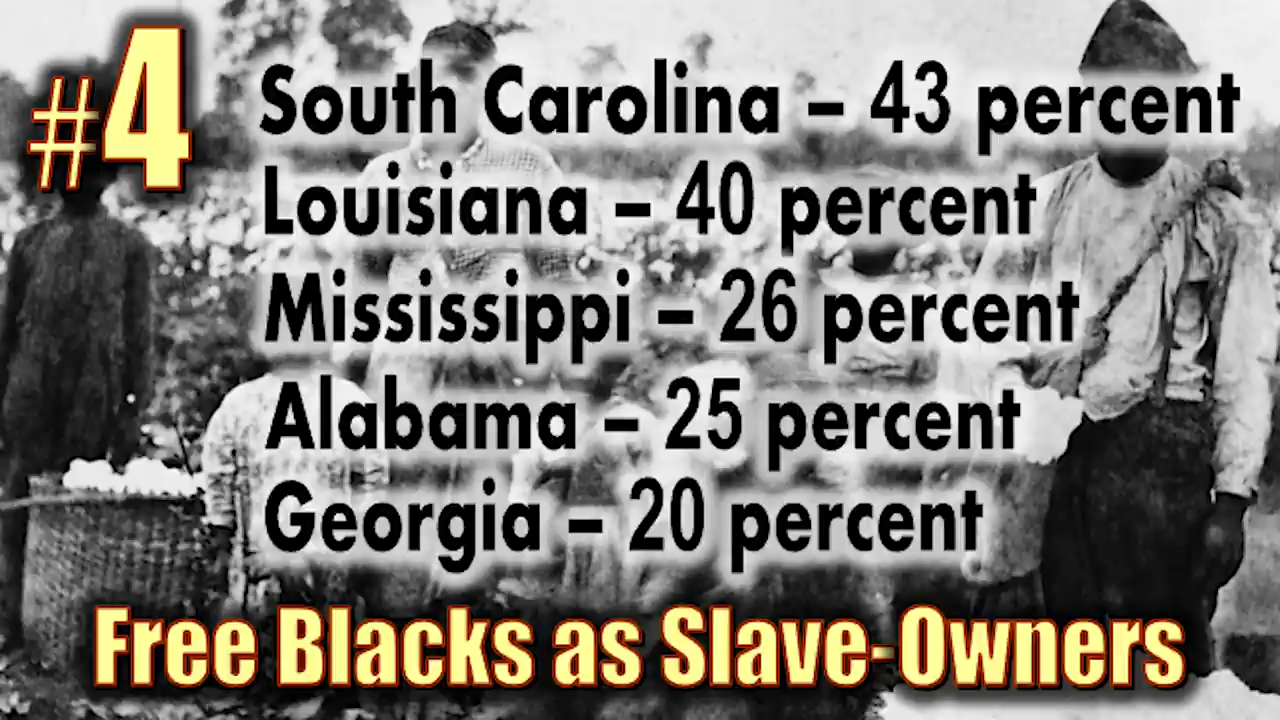 #4
South Carolina – 43 percent
Louisiana – 40 percent
Mississippi – 26 percent
Alabama – 25 percent
Georgia – 20 percent
Free Blacks as Slave-Owners